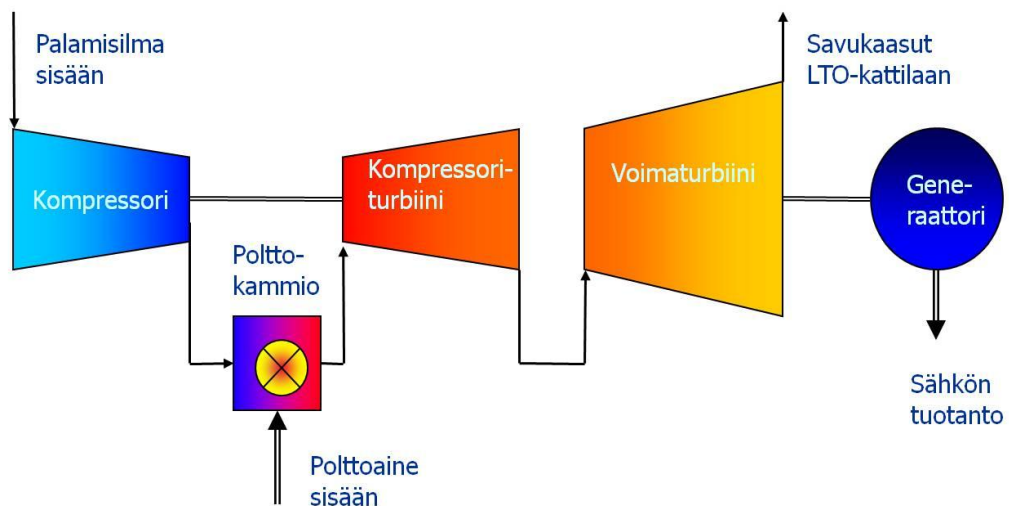 Palamisilma
sisään
Savukaasut
LTO-kattilaan
Kompressori
Kompressori-
turbiini
Voimaturbiini
Gene-
raattori
Poltto-
kammio
Sähkön
tuotanto
Polttoaine
sisään